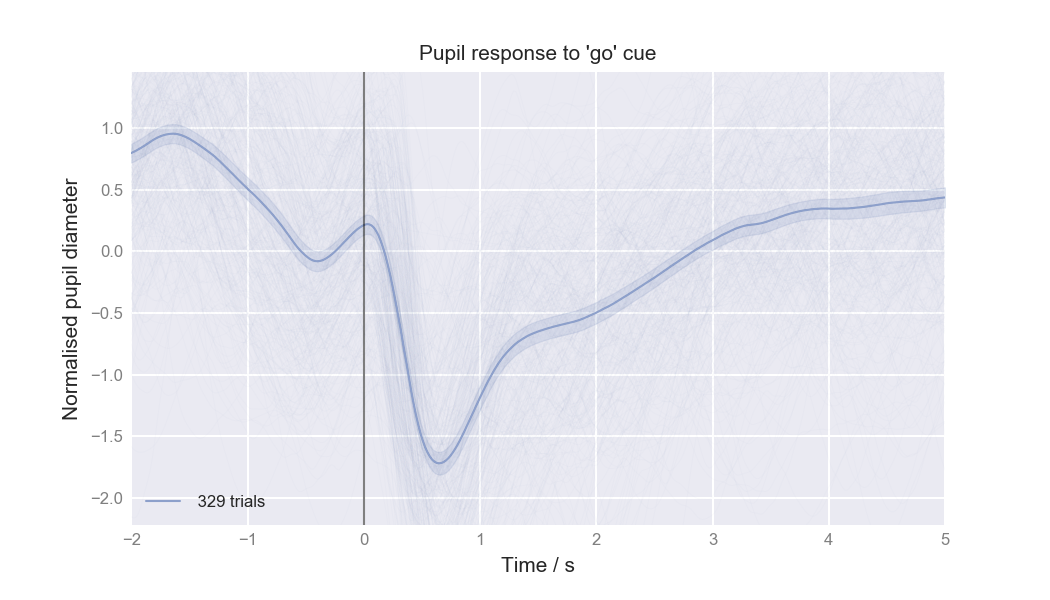 Pupil response to 'go' cue
Normalised pupil diameter
1.0
0.5
0.0
−0.5
−1.0
−1.5
−2.0
329 trials
−2 −1 0 1 2 3 4 5
Time / s